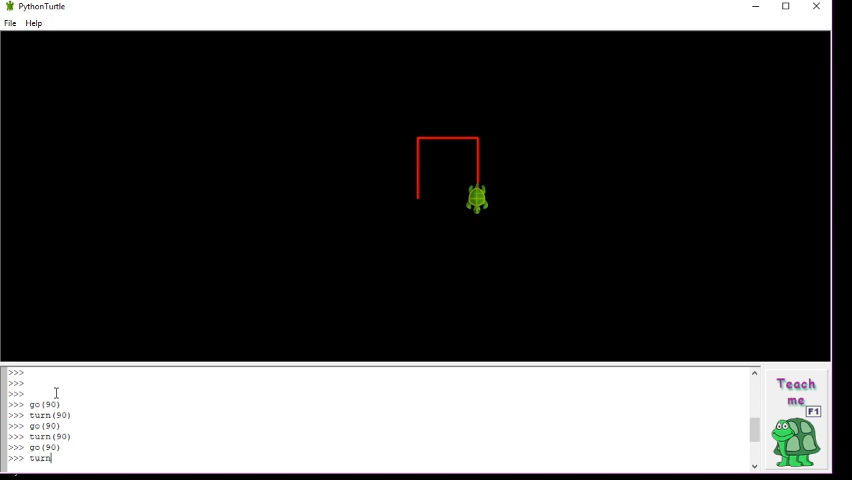 PythonTurtle
File Help
>>>
>>>
>>>
>>> go(90)
>>> turn(90)
>>> go(90)
>>> turn(90)
>>> go(90)
>>> turn
Teach
me
F1